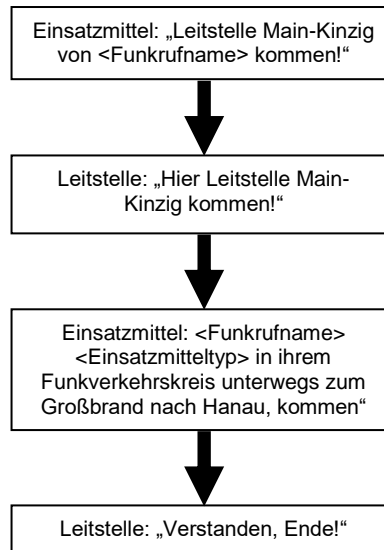 Einsatzmittel: „Leitstelle Main-Kinzig
von <Funkrufname> kommen!“
Leitstelle: „Hier Leitstelle Main-
Kinzig kommen!“
Einsatzmittel: <Funkrufname>
<Einsatzmitteltyp> in ihrem
Funkverkehrskreis unterwegs zum
Großbrand nach Hanau, kommen“
Leitstelle: „Verstanden, Ende!“